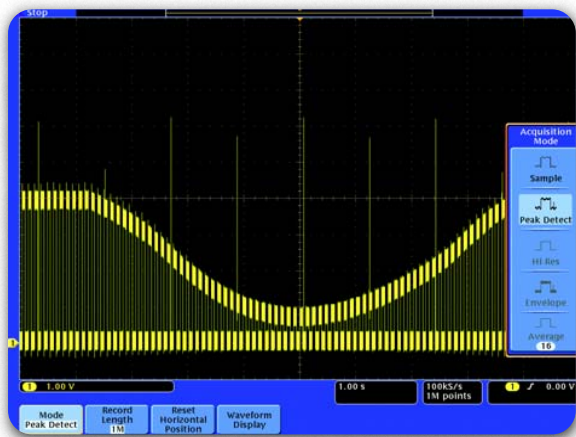 Stop
Acquisition
Mode
Sample
Peak Detect
Hi Res
Envelope
Average
16
1
1 1.00 V
1.00 s
100kS/s
1M points
1 0.00 V
Mode
Peak Detect
Record
Length
1M
Reset
Horizontal
Position
Waveform
Display